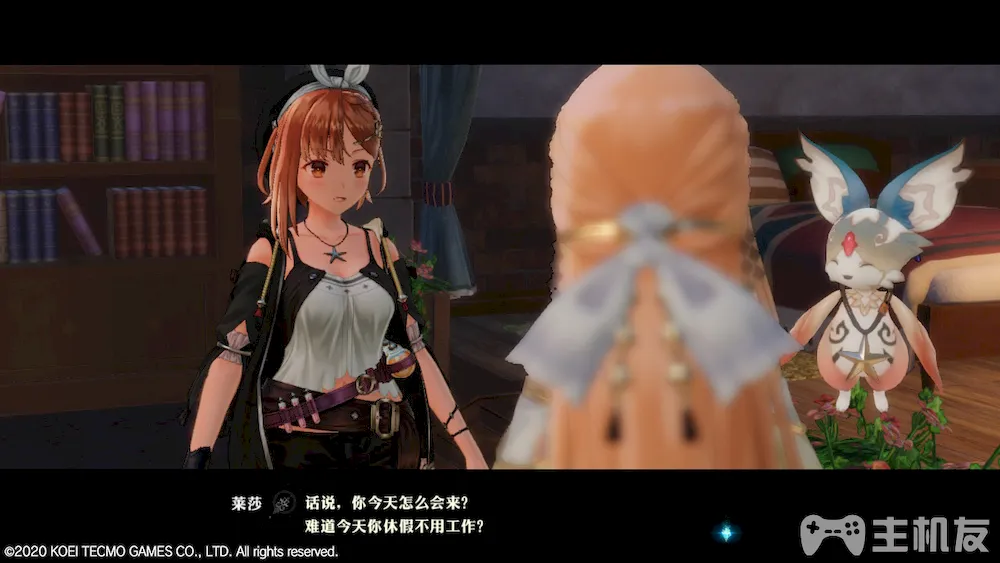 莱莎 话说，你今天怎么会来？
难道今天你休假不用工作？
©2020 KOEI TECMO GAMES CO., LTD. All rights reserved.
主机友